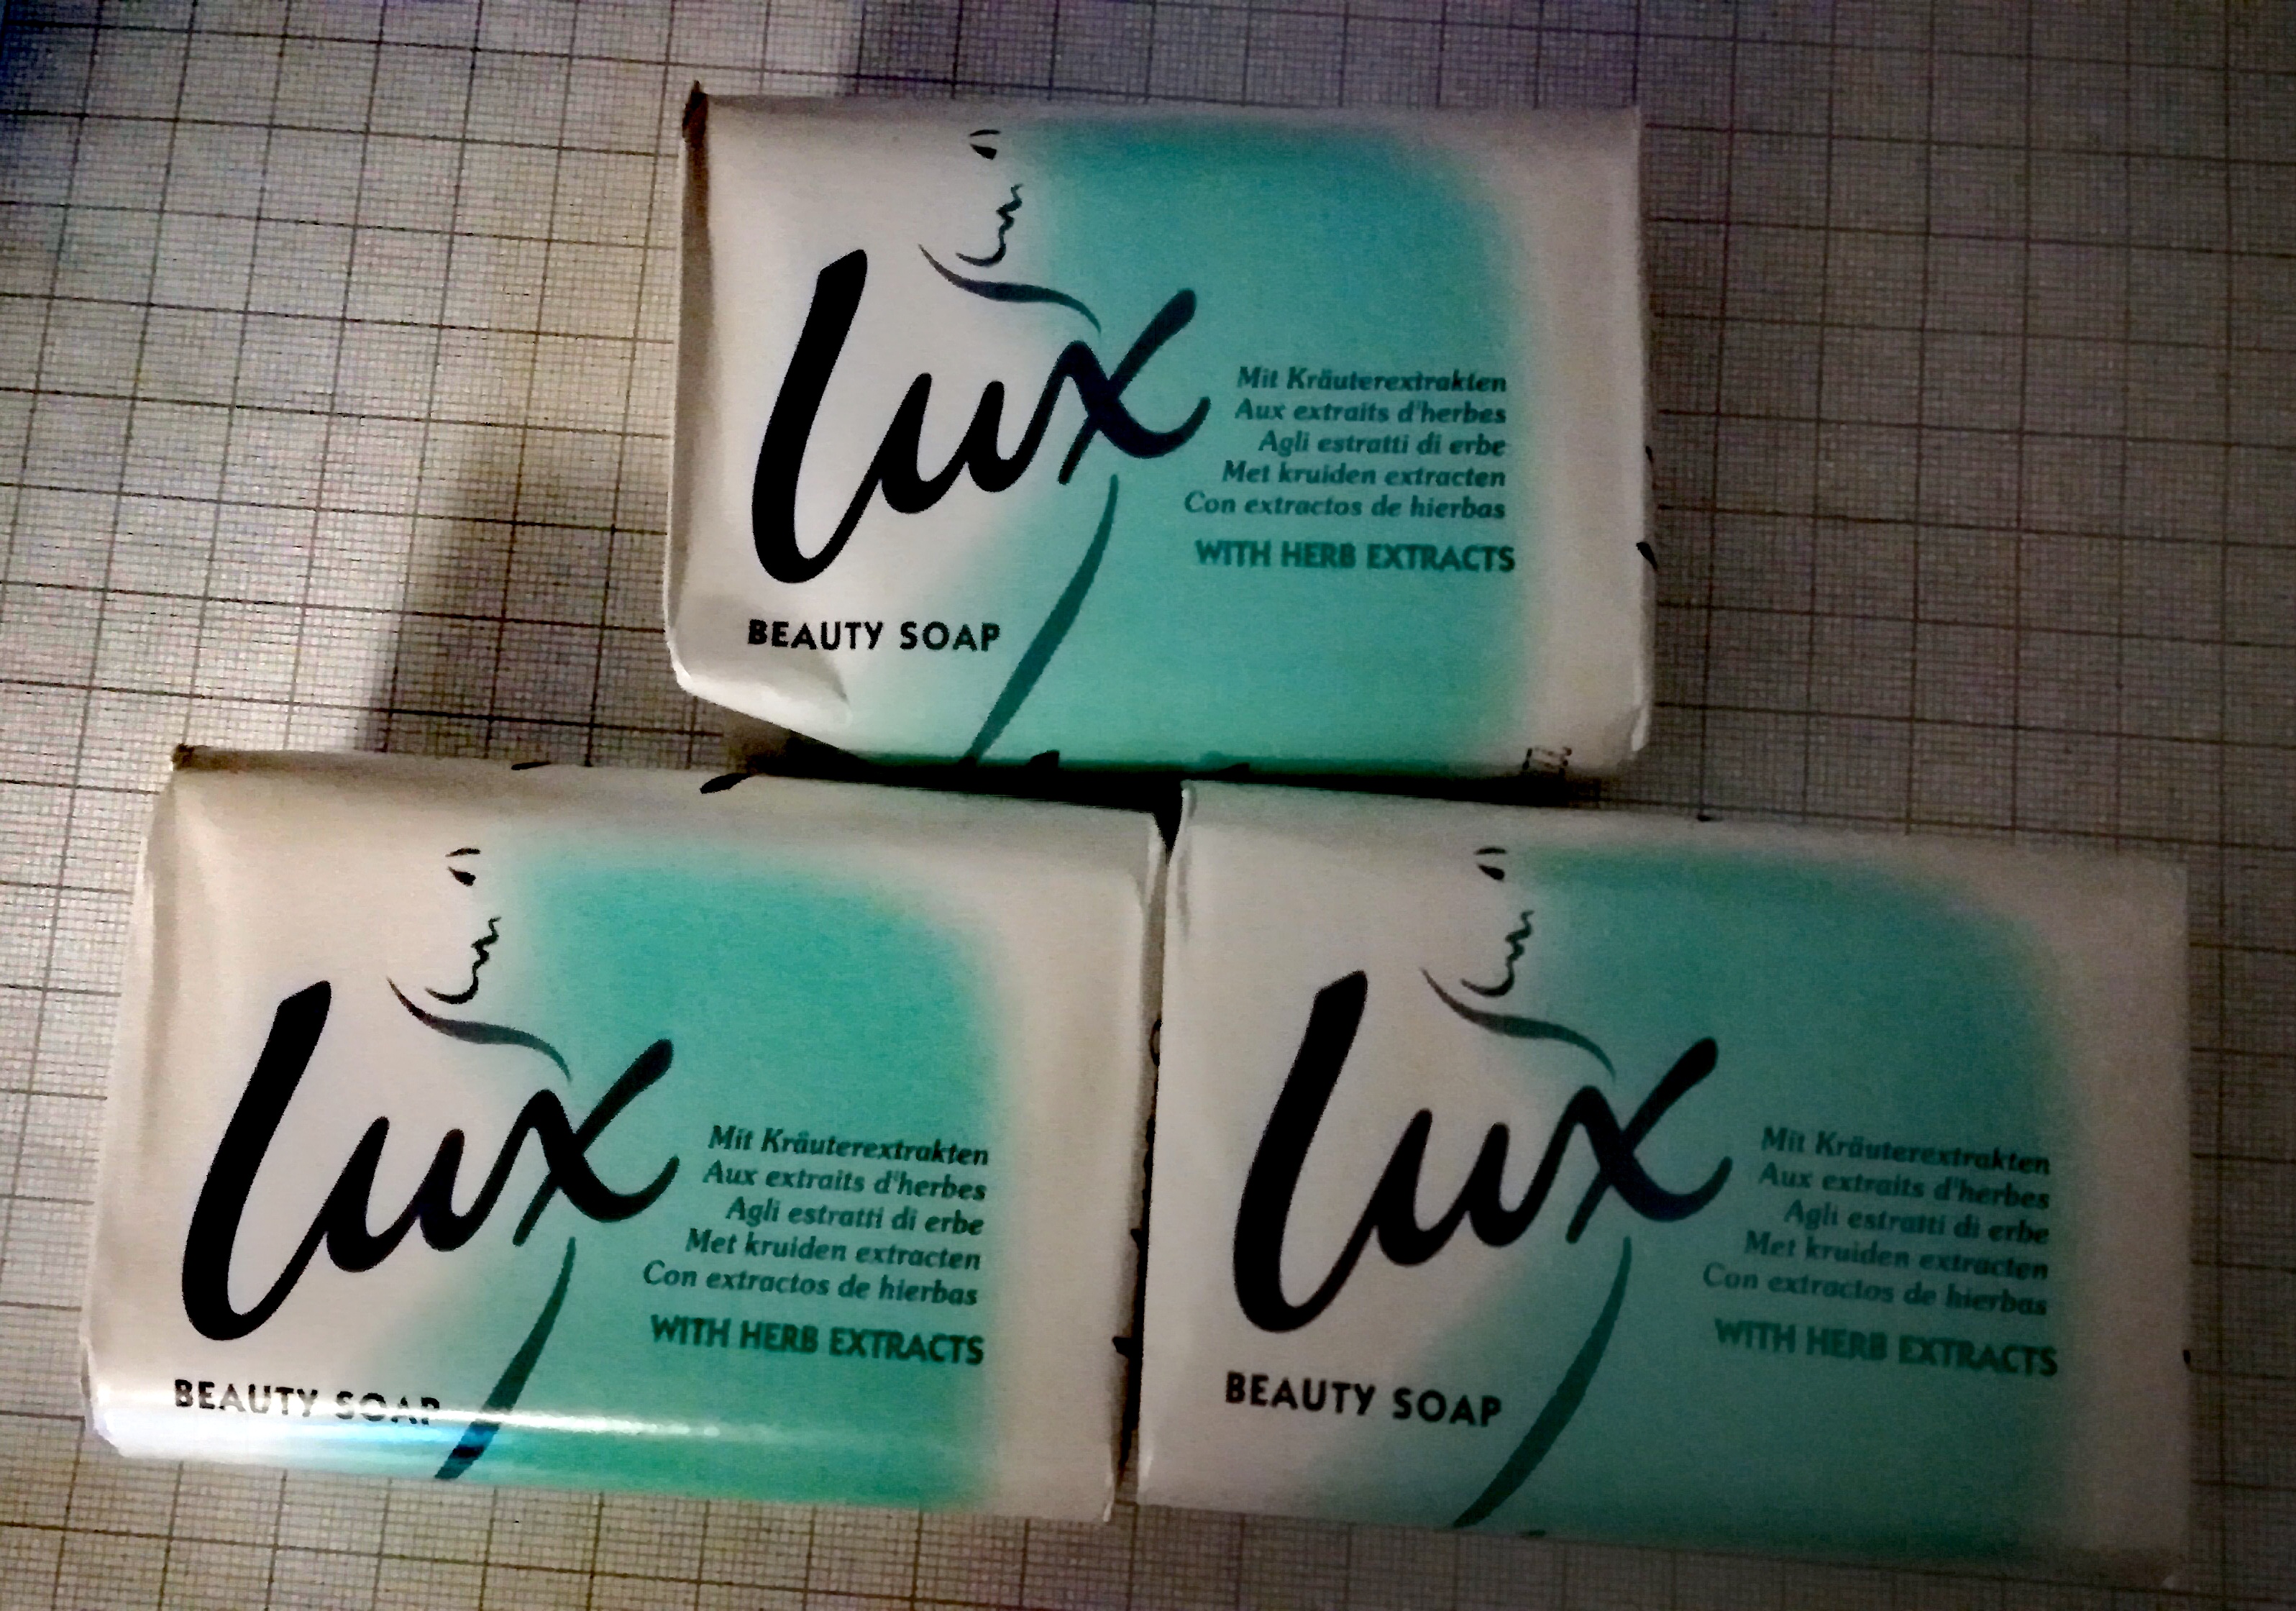 Lux
Mit Kräuterextrakten
Aux extraits d'herbes
Agli estratti di erbe
Met kruiden extracten
Con extractos de hierbas
WITH HERB EXTRACTS
BEAUTY SOAP
Lux
Mit Kräuterextrakten
Aux extraits d'herbes
Agli estratti di erbe
Met kruiden extracten
Con extractos de hierbas
WITH HERB EXTRACTS
BEAUTY SOAP
Lux
Mit Kräuterextrakten
Aux extraits d'herbes
Agli estratti di erbe
Met kruiden extracten
Con extractos de hierbas
WITH HERB EXTRACTS
BEAUTY SOAP